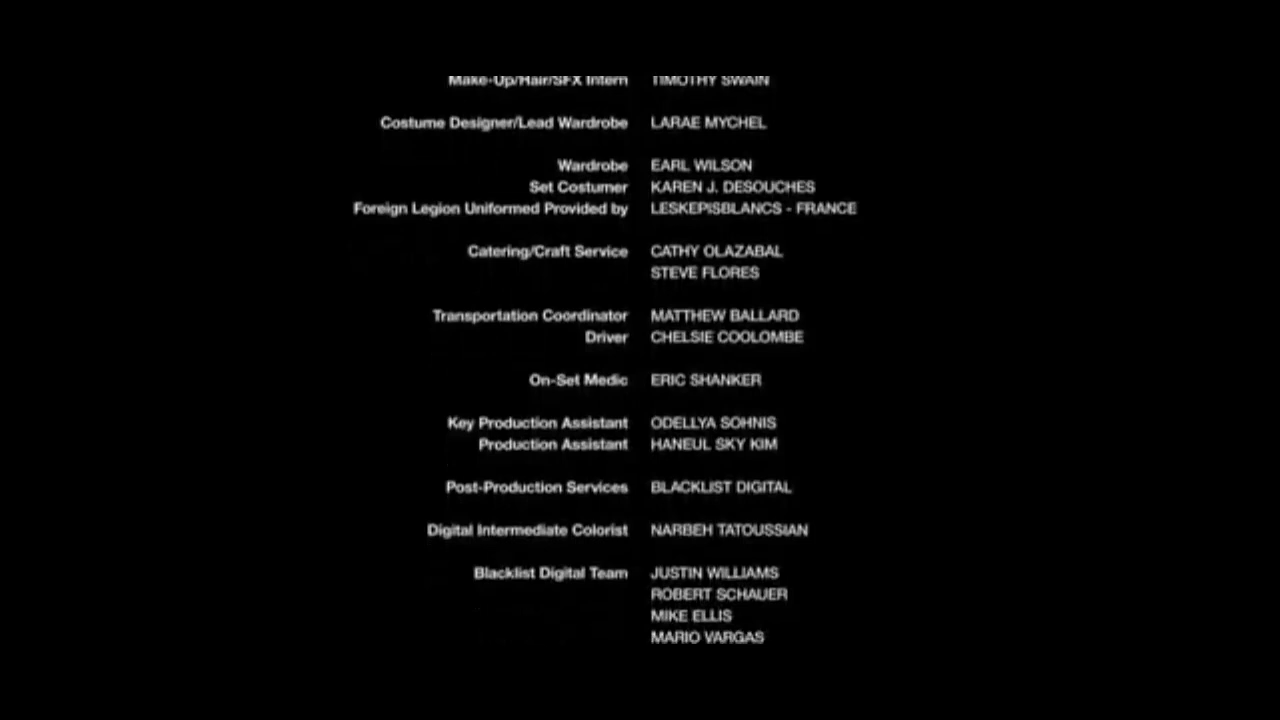 Make-Up/Hair/SFX Intern TIMOTHY SWAIN
Costume Designer/Lead Wardrobe LARAE MYCHEL
Wardrobe EARL WILSON
Set Costumer KAREN J. DESOUCHES
Foreign Legion Uniformed Provided by LESKEPISBLANCS - FRANCE
Catering/Craft Service CATHY OLAZABAL
STEVE FLORES
Transportation Coordinator MATTHEW BALLARD
Driver CHELSIE COOLOMBE
On-Set Medic ERIC SHANKER
Key Production Assistant ODELLYA SOHNIS
Production Assistant HANEUL SKY KIM
Post-Production Services BLACKLIST DIGITAL
Digital Intermediate Colorist NARBEH TATOUSSIAN
Blacklist Digital Team JUSTIN WILLIAMS
ROBERT SCHAUER
MIKE ELLIS
MARIO VARGAS